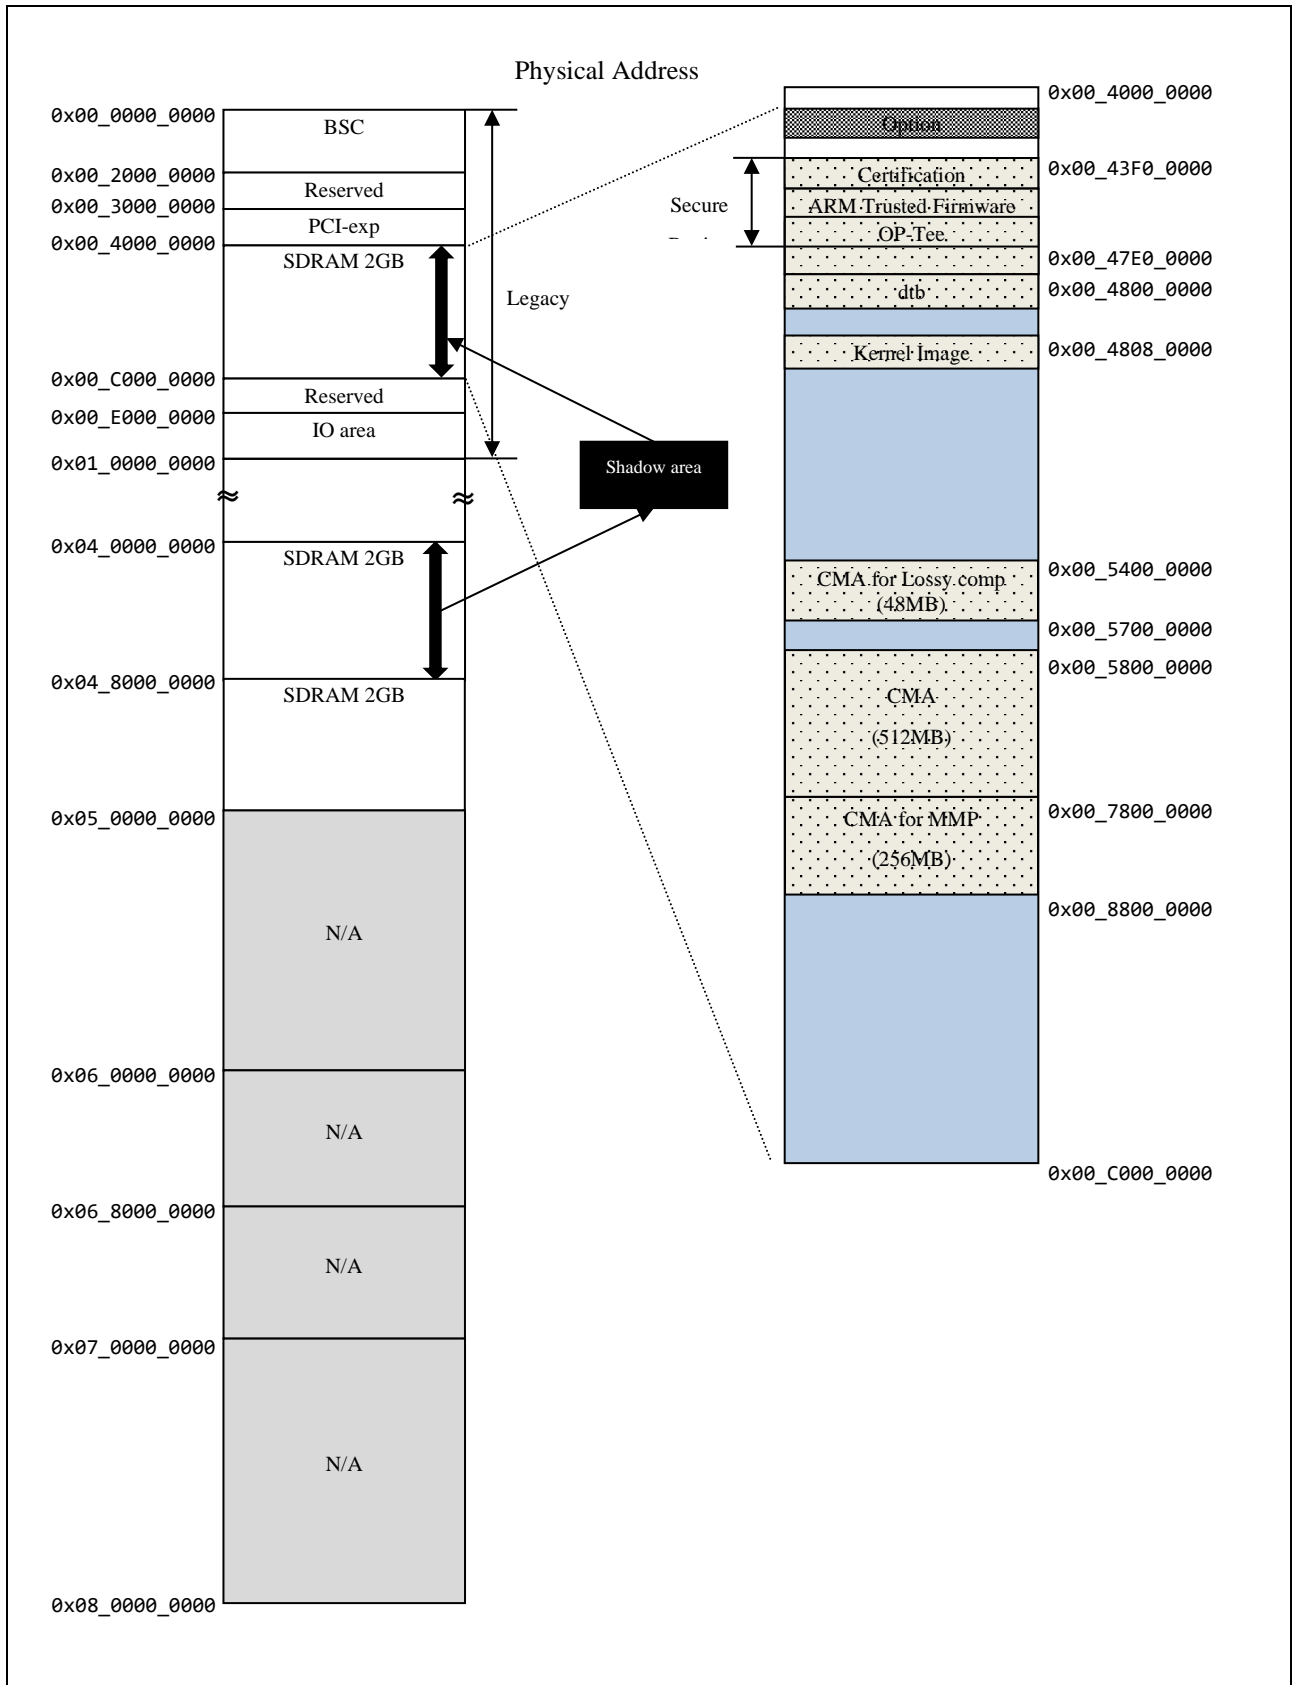 Physical Address
0x00_0000_0000
BSC
0x00_2000_0000
Reserved
0x00_3000_0000
PCI-exp
0x00_4000_0000
SDRAM 2GB
Legacy
0x00_C000_0000
Reserved
0x00_E000_0000
IO area
0x01_0000_0000
Shadow area
0x04_0000_0000
SDRAM 2GB
0x04_8000_0000
SDRAM 2GB
0x05_0000_0000
N/A
0x06_0000_0000
N/A
0x06_8000_0000
N/A
0x07_0000_0000
N/A
0x08_0000_0000
0x00_4000_0000
Option
0x00_43F0_0000
Certification
Secure
ARM Trusted Firmware
OP-Tee
0x00_47E0_0000
dtb
0x00_4800_0000
Kernel Image
0x00_4808_0000
CMA for Lossy comp
(48MB)
0x00_5400_0000
0x00_5700_0000
0x00_5800_0000
CMA
(512MB)
CMA for MMP
0x00_7800_0000
(256MB)
0x00_8800_0000
0x00_C000_0000